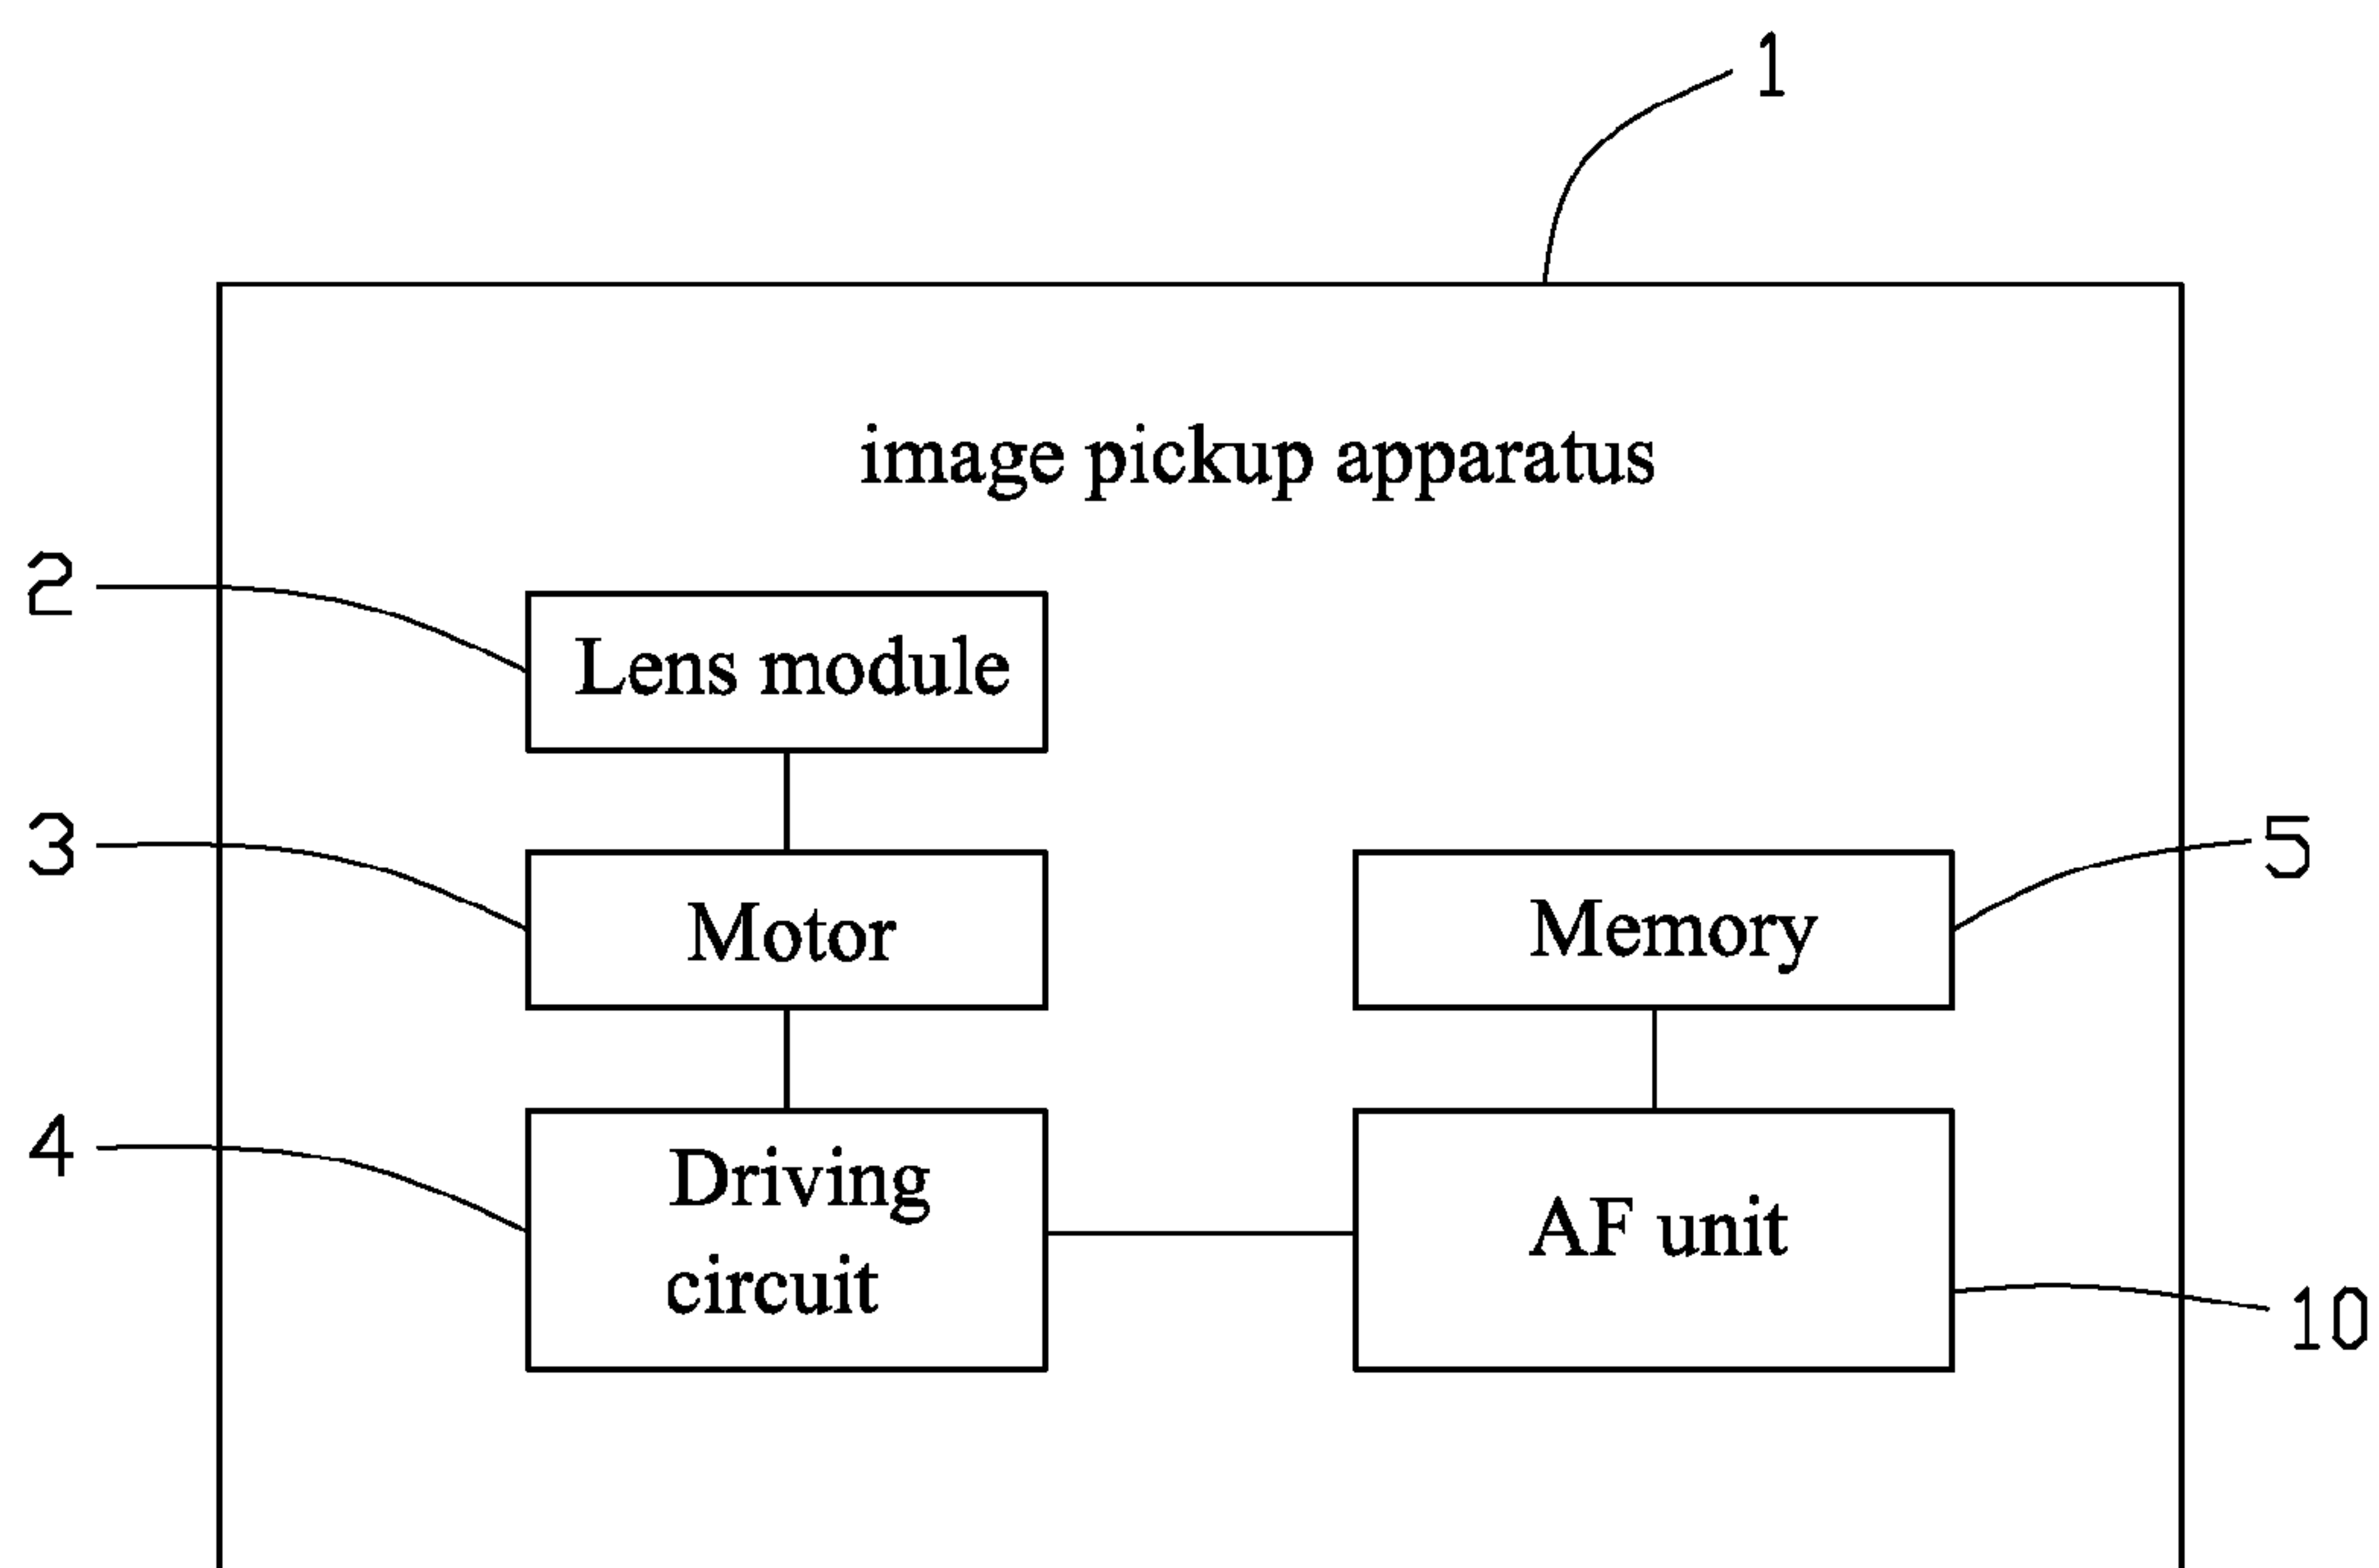 1
image pickup apparatus
2
Lens module
3
Motor
Memory
5
4
Driving
circuit
AF unit
10